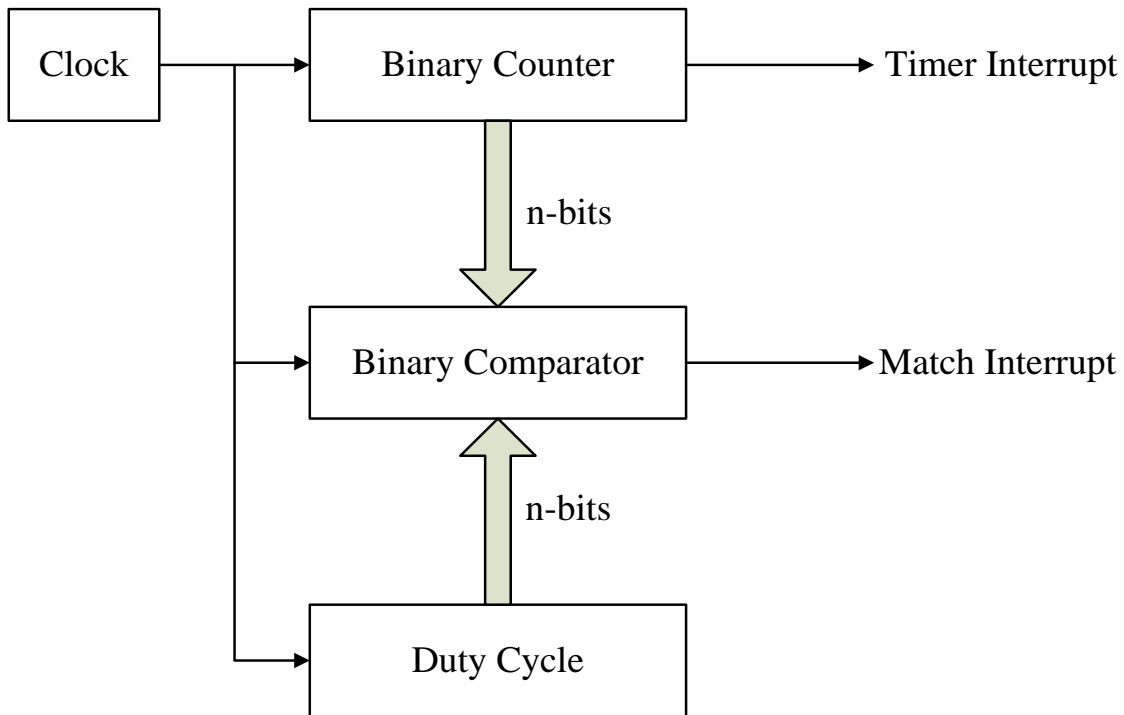 Clock
Binary Counter
Timer Interrupt
n-bits
Binary Comparator
Match Interrupt
n-bits
Duty Cycle